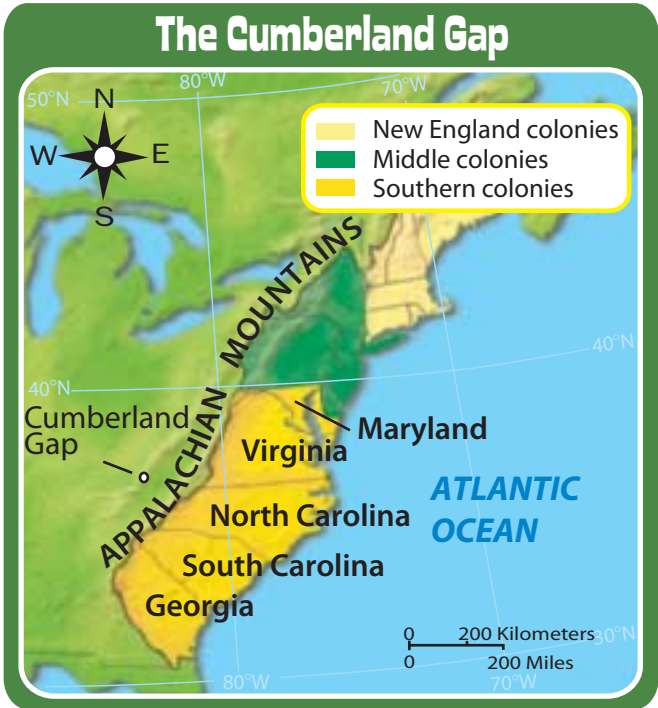 The Cumberland Gap
80°W
70°W
50°N
N
W
E
S
New England colonies
Middle colonies
Southern colonies
APPALACHIAN MOUNTAINS
40°N
40°N
Cumberland
Gap
Maryland
Virginia
ATLANTIC
OCEAN
North Carolina
South Carolina
Georgia
0 200 Kilometers
0 200 Miles
30°N
80°W
70°W